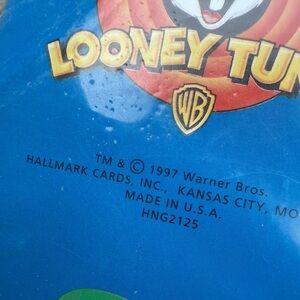 LOONEY TUN
WB
TM & © 1997 Warner Bros.
HALLMARK CARDS, INC., KANSAS CITY, MO
MADE IN U.S.A.
HNG2125